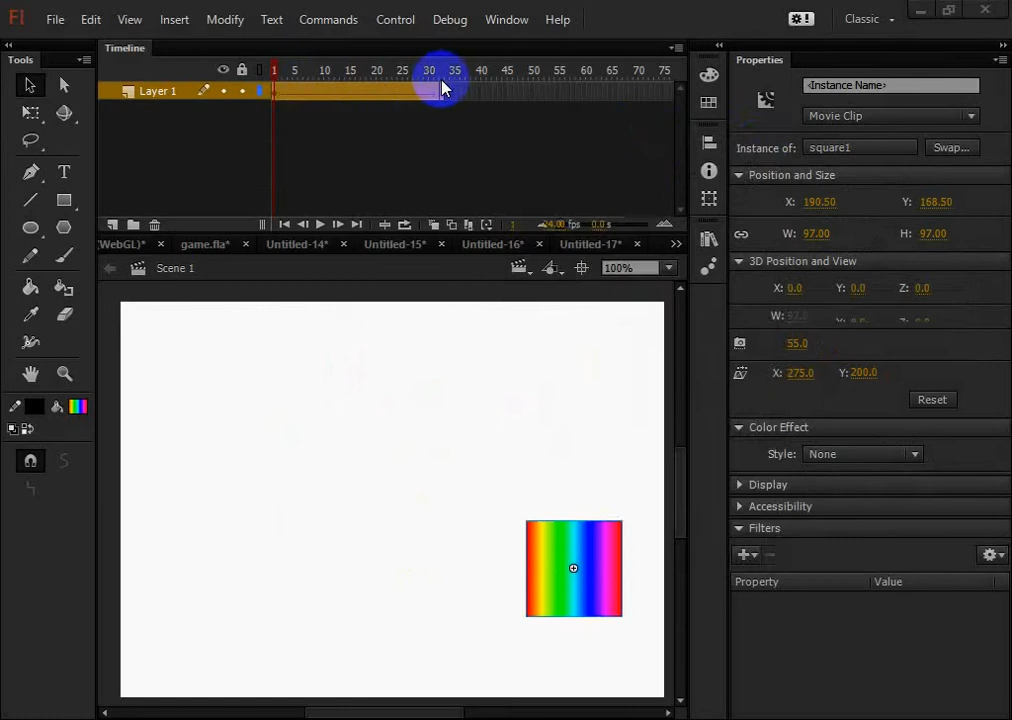 Fl File Edit View Insert Modify Text Commands Control Debug Window Help Classic
Tools Timeline Properties
1 5 10 15 20 25 30 35 40 45 50 55 60 65 70 75
Layer 1
<Instance Name>
Movie Clip
Instance of: square1 Swap...
Position and Size
X: 190.50 Y: 168.50
1 24.00 fps 0.0 s
W: 97.00 H: 97.00
(WebGL)* × game.fla* × Untitled-14* × Untitled-15* × Untitled-16* × Untitled-17* ×
3D Position and View
Scene 1 100%
X: 0.0 Y: 0.0 Z: 0.0
W:
55.0
X: 275.0 Y: 200.0
Reset
Color Effect
Style: None
Display
Accessibility
Filters
Property Value